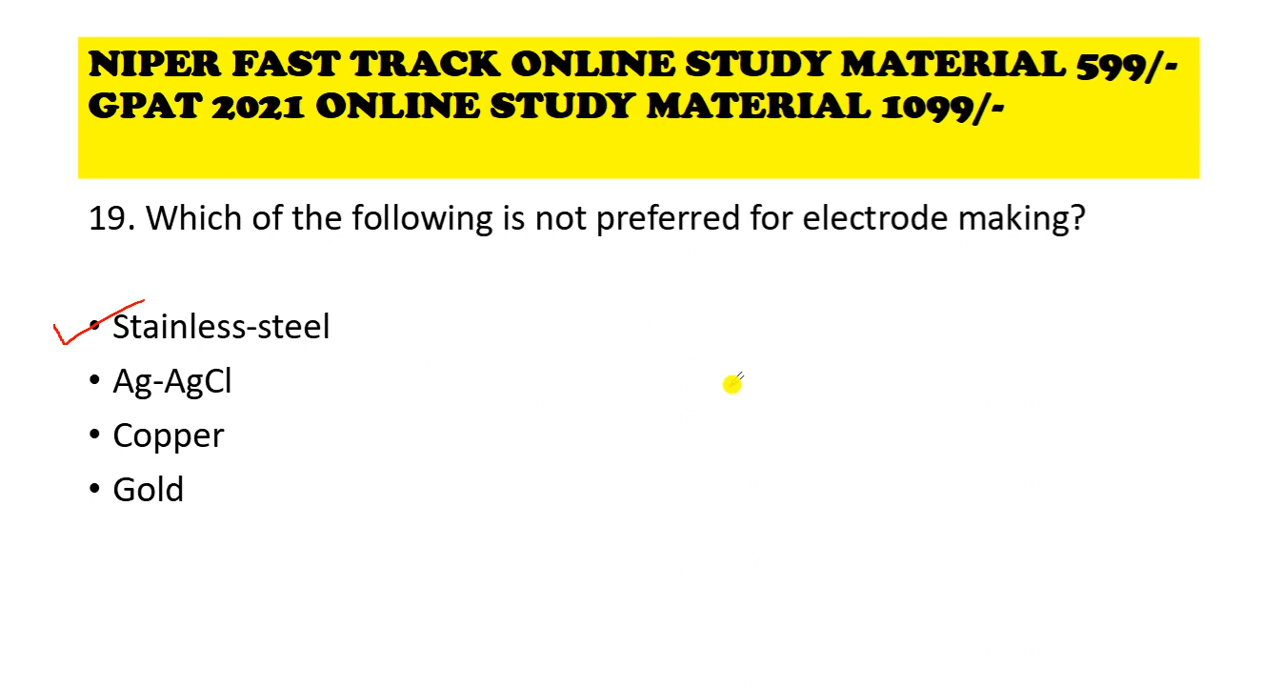 NIPER FAST TRACK ONLINE STUDY MATERIAL 599/-
GPAT 2021 ONLINE STUDY MATERIAL 1099/-
19. Which of the following is not preferred for electrode making?
• Stainless-steel
• Ag-AgCl
• Copper
• Gold